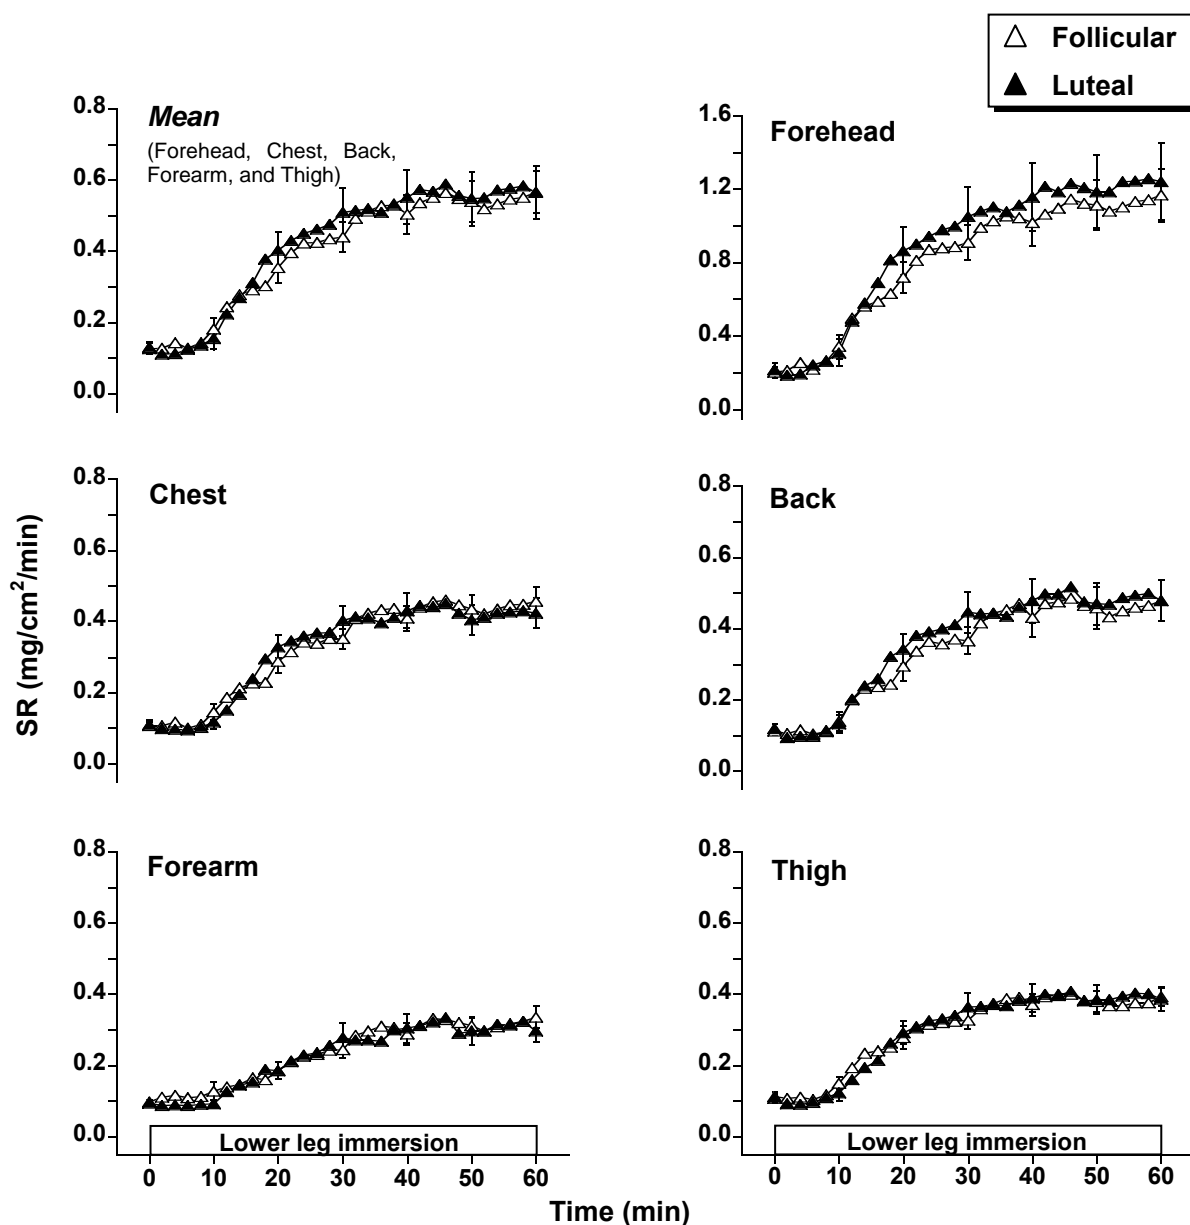 Follicular
Luteal
Mean
(Forehead, Chest, Back,
Forearm, and Thigh)
0.8
0.6
0.4
0.2
0.0
Forehead
1.6
1.2
0.8
0.4
0.0
Chest
0.8
0.6
0.4
0.2
0.0
Back
0.8
0.6
0.4
0.2
0.0
SR (mg/cm²/min)
Forearm
0.8
0.6
0.4
0.2
0.0
Lower leg immersion
0 10 20 30 40 50 60
Thigh
0.8
0.6
0.4
0.2
0.0
Lower leg immersion
0 10 20 30 40 50 60
Time (min)